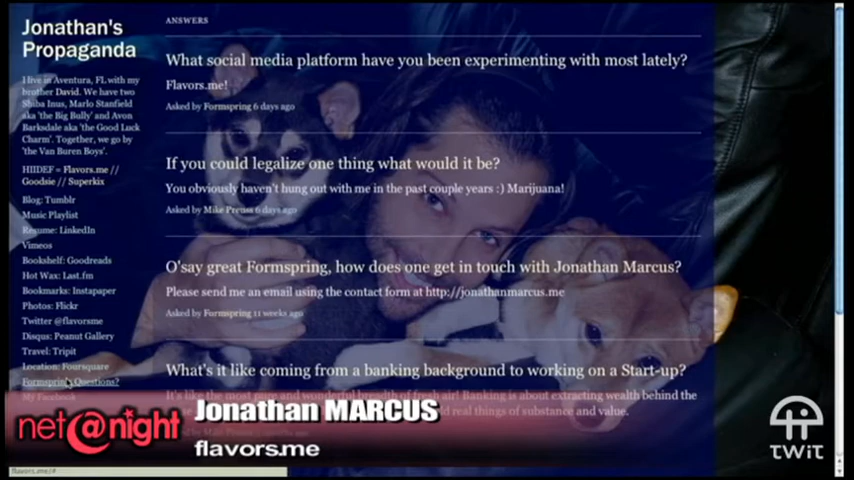 Jonathan's
Propaganda
I live in Aventura, FL with my
brother David. We have two
Shiba Inus, Marlo Stanfield
aka 'the Big Bully' and Avon
Barksdale aka 'the Good Luck
Charm'. Together, we go by
'the Van Buren Boys'.
HIIDEF = Flavors.me //
Goodsie // Superkix
Blog: Tumblr
Music Playlist
Resume: LinkedIn
Vimeos
Bookshelf: Goodreads
Hot Wax: Last.fm
Bookmarks: Instapaper
Photos: Flickr
Twitter @flavorsme
Disqus: Peanut Gallery
Travel: Tripit
Location: Foursquare
Formspring Questions?
My Facebook
ANSWERS
What social media platform have you been experimenting with most lately?
Flavors.me!
Asked by Formspring 6 days ago
If you could legalize one thing what would it be?
You obviously haven't hung out with me in the past couple years :) Marijuana!
Asked by Mike Preuss 6 days ago
O'say great Formspring, how does one get in touch with Jonathan Marcus?
Please send me an email using the contact form at http://jonathanmarcus.me
Asked by Formspring 11 weeks ago
What's it like coming from a banking background to working on a Start-up?
It's like the most pure and wonderful breath of fresh air! Banking is about extracting wealth behind the
real things of substance and value.
net@night
Jonathan MARCUS
flavors.me
TWiT
flavors.me/#